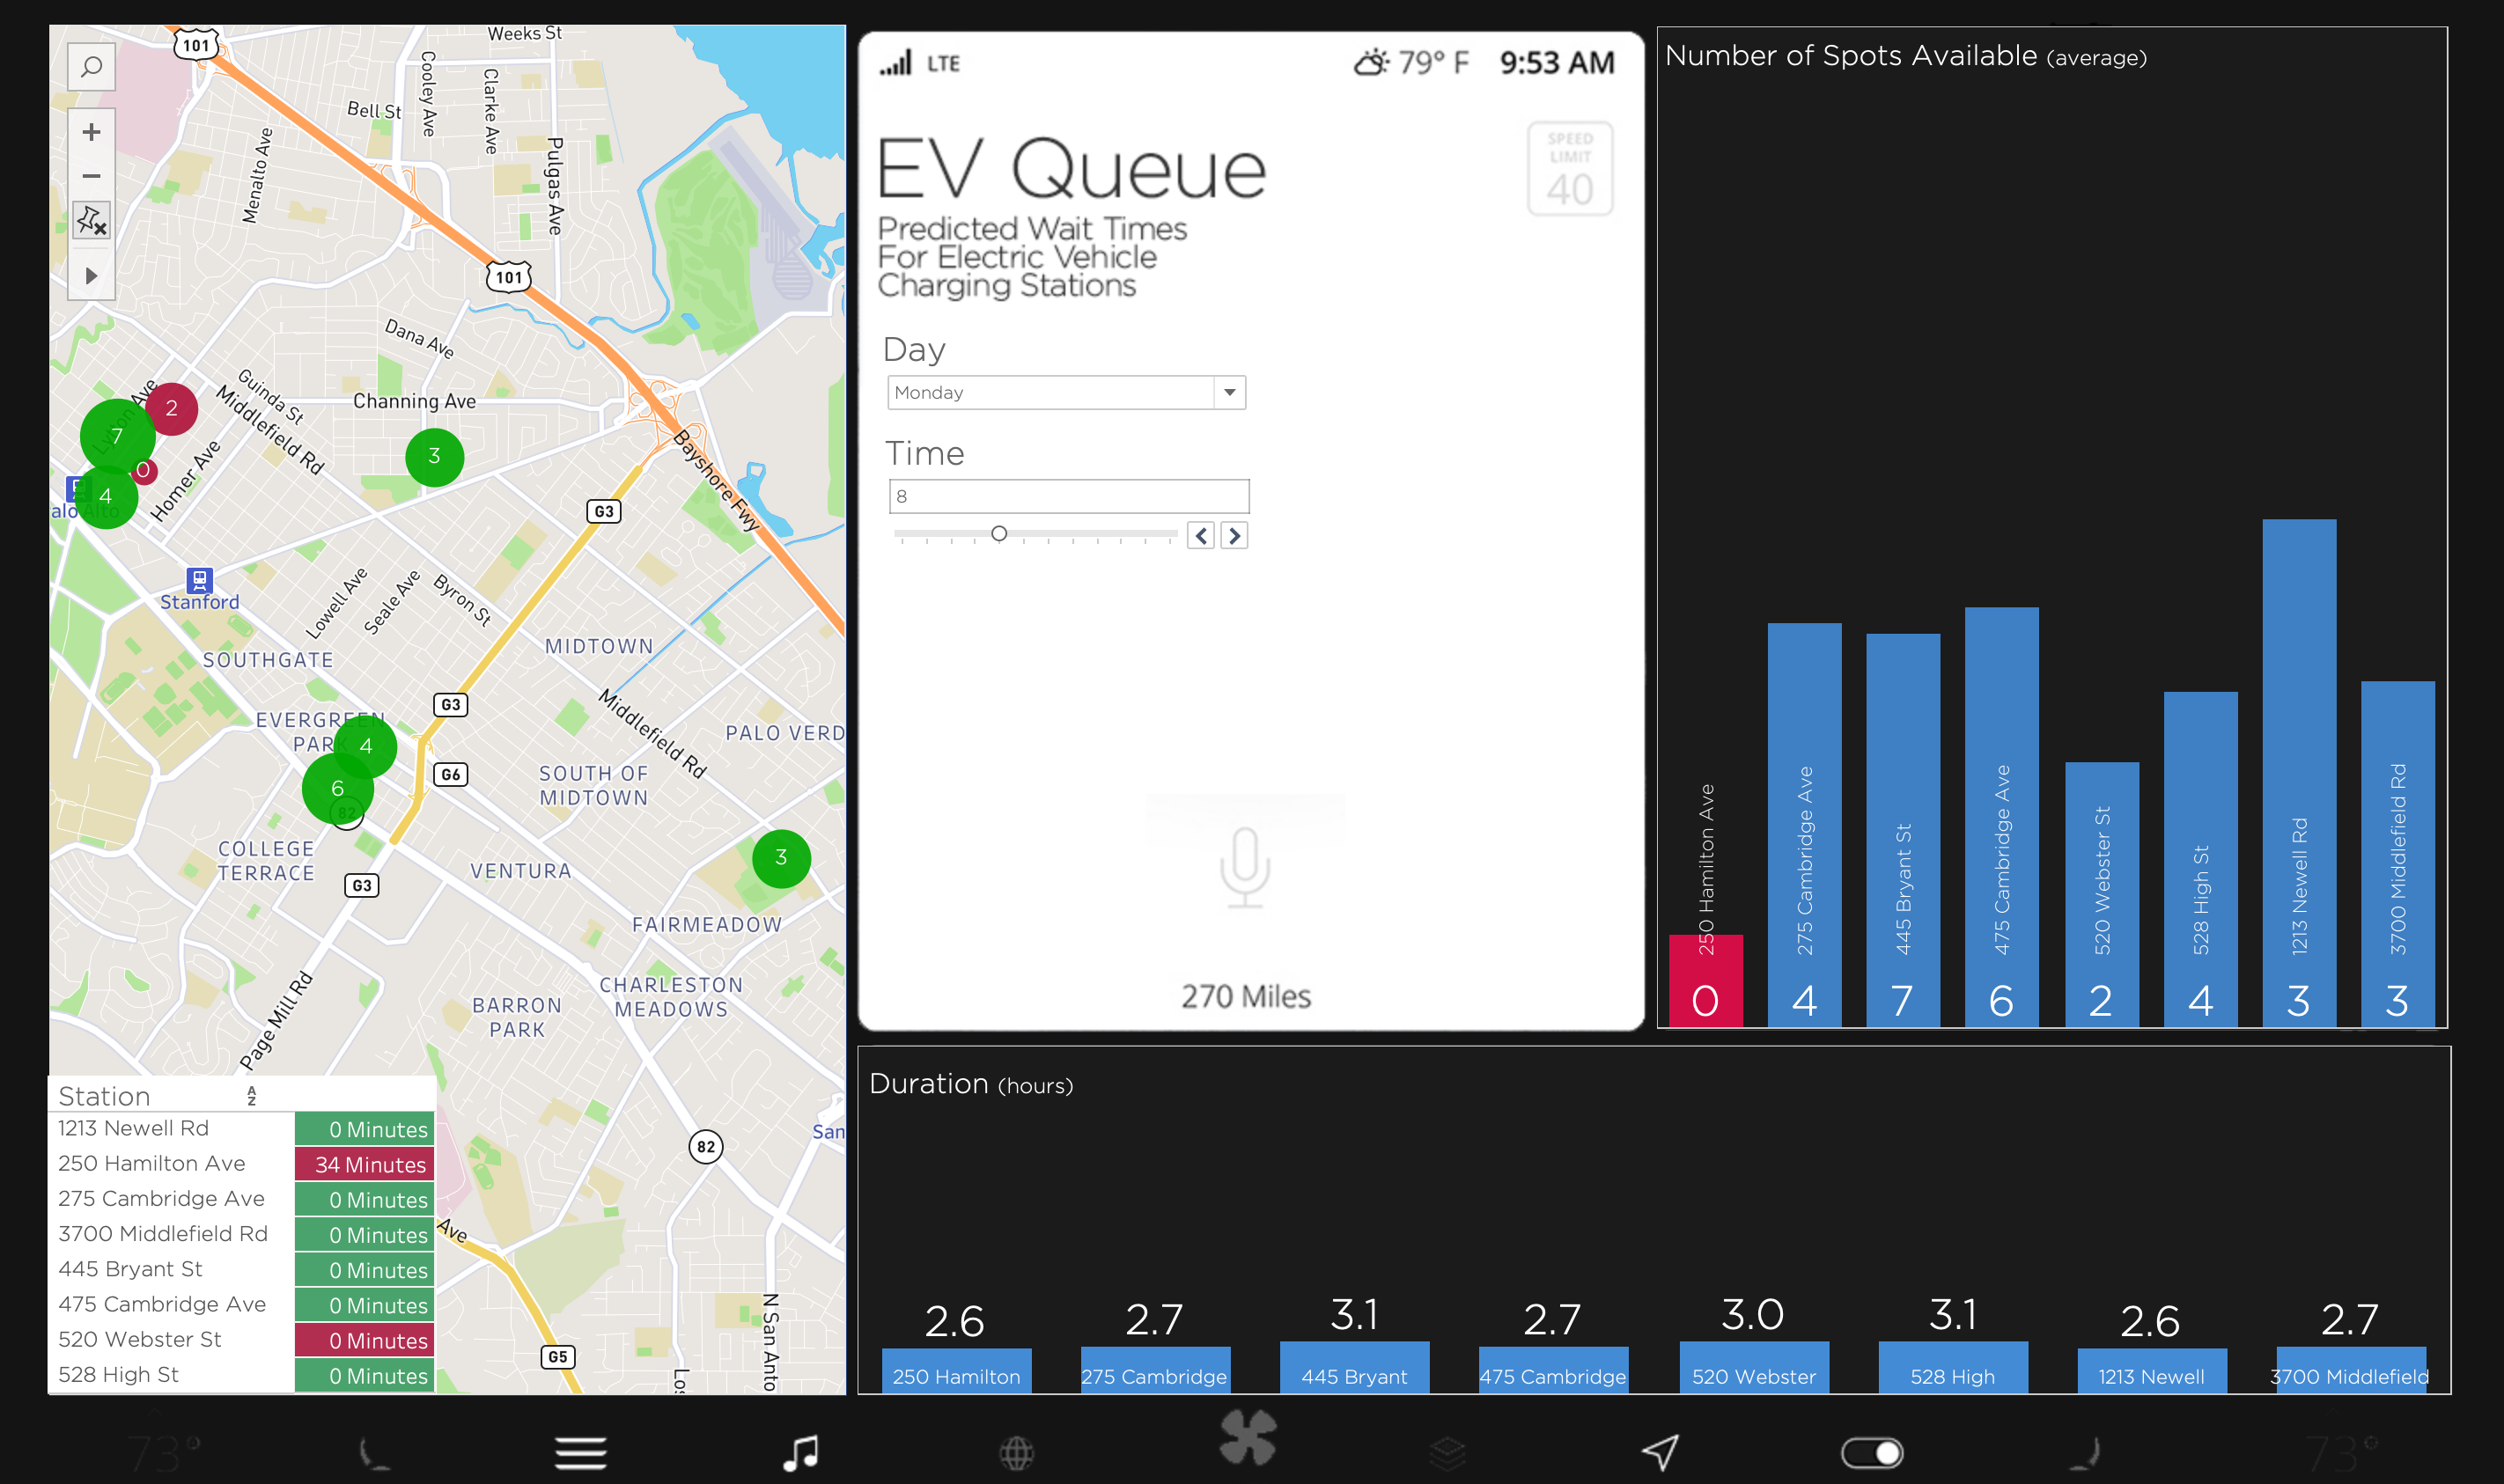 101
Weeks St
Cooley Ave
Clarke Ave
Bell St
Menalto Ave
Pulgas Ave
101
Dana Ave
Guinda St
Middlefield Rd
Channing Ave
Lytton Ave
2
7
0
4
3
Homer Ave
alo Alto
Bayshore Fwy
G3
Stanford
Lowell Ave
Seale Ave
Byron St
MIDTOWN
SOUTHGATE
G3
Middlefield Rd
EVERGREEN
PARK
4
PALO VERD
G6
6
82
SOUTH OF
MIDTOWN
COLLEGE
TERRACE
VENTURA
3
G3
FAIRMEADOW
CHARLESTON
MEADOWS
BARRON
PARK
Page Mill Rd
82
San
Ave
N San Anto
G5
Los
Station
A
Z
1213 Newell Rd 0 Minutes
250 Hamilton Ave 34 Minutes
275 Cambridge Ave 0 Minutes
3700 Middlefield Rd 0 Minutes
445 Bryant St 0 Minutes
475 Cambridge Ave 0 Minutes
520 Webster St 0 Minutes
528 High St 0 Minutes
LTE 79° F 9:53 AM
EV Queue
SPEED
LIMIT
40
Predicted Wait Times
For Electric Vehicle
Charging Stations
Day
Monday
Time
8
270 Miles
Number of Spots Available (average)
250 Hamilton Ave
275 Cambridge Ave
445 Bryant St
475 Cambridge Ave
520 Webster St
528 High St
1213 Newell Rd
3700 Middlefield Rd
0 4 7 6 2 4 3 3
Duration (hours)
2.6 2.7 3.1 2.7 3.0 3.1 2.6 2.7
250 Hamilton 275 Cambridge 445 Bryant 475 Cambridge 520 Webster 528 High 1213 Newell 3700 Middlefield
73° 73°